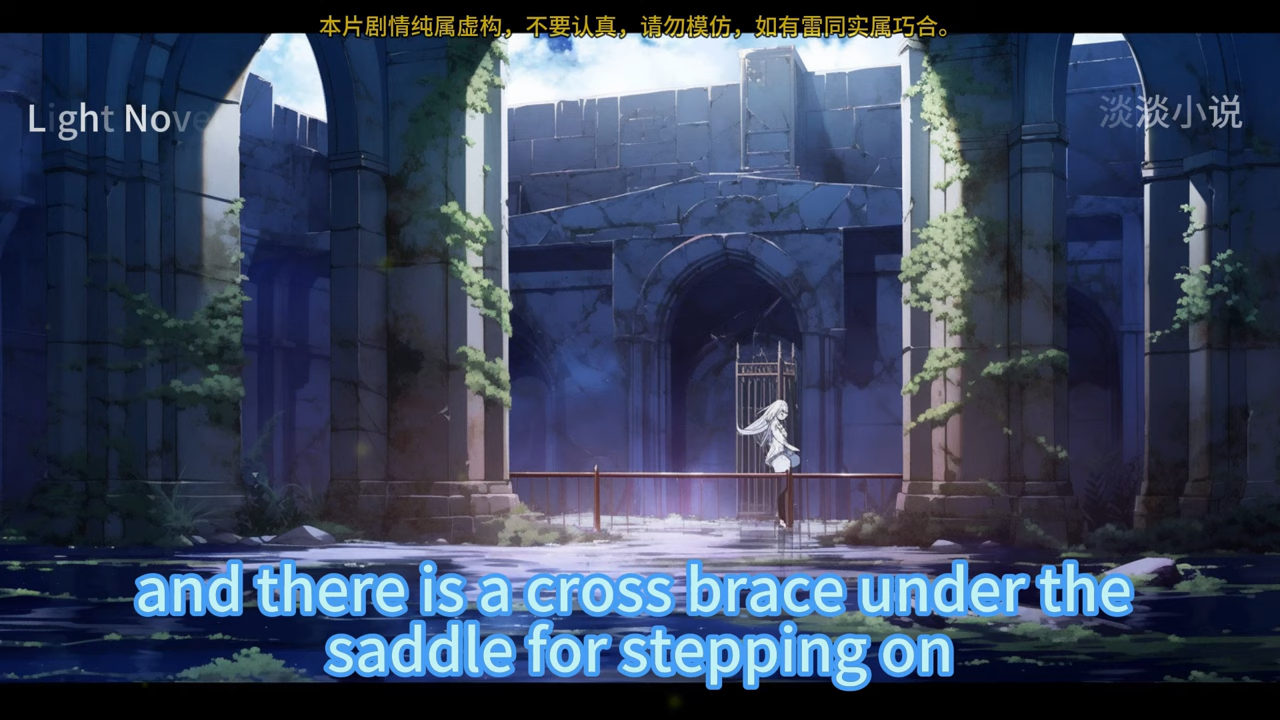 本片剧情纯属虚构，不要认真，请勿模仿，如有雷同实属巧合。
Light Nove
淡淡小说
and there is a cross brace under the
saddle for stepping on